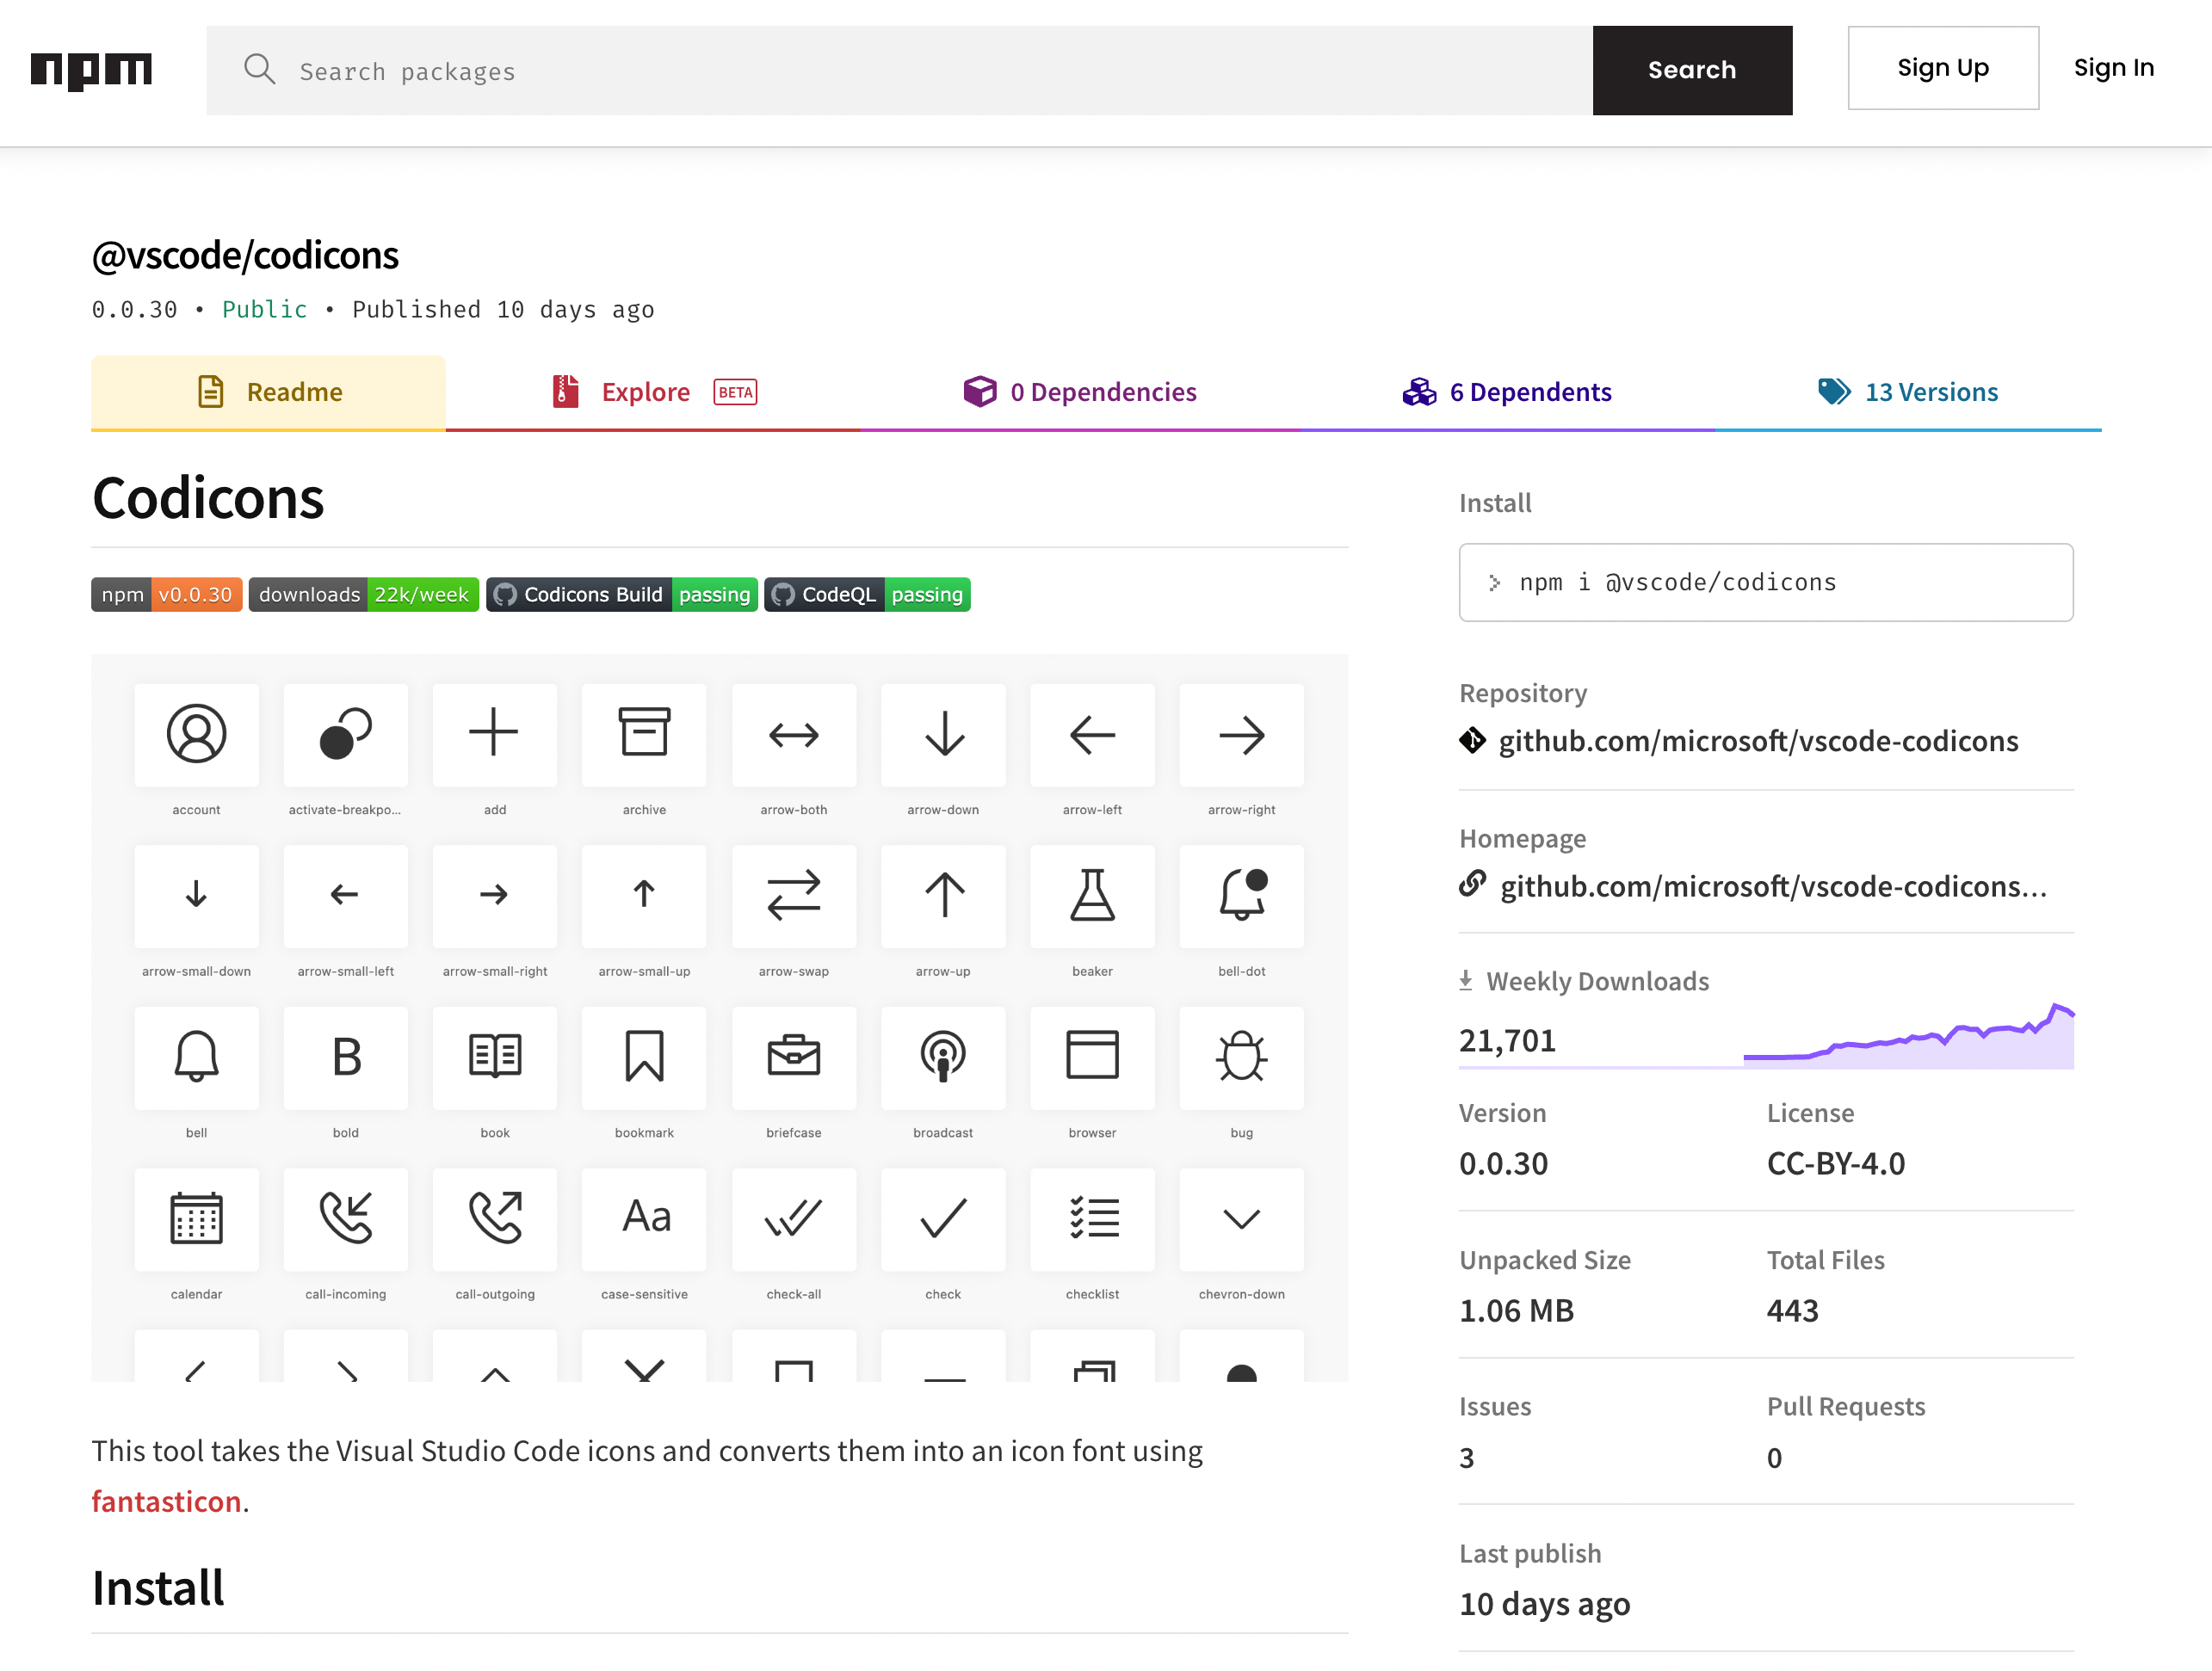 npm
Search packages
Search
Sign Up
Sign In
@vscode/codicons
0.0.30 • Public • Published 10 days ago
Readme
Explore BETA
0 Dependencies
6 Dependents
13 Versions
Codicons
npm v0.0.30 downloads 22k/week Codicons Build passing CodeQL passing
account activate-breakpo... add archive arrow-both arrow-down arrow-left arrow-right
arrow-small-down arrow-small-left arrow-small-right arrow-small-up arrow-swap arrow-up beaker bell-dot
B
bell bold book bookmark briefcase broadcast browser bug
Aa
calendar call-incoming call-outgoing case-sensitive check-all check checklist chevron-down
This tool takes the Visual Studio Code icons and converts them into an icon font using
fantasticon.
Install
Install
> npm i @vscode/codicons
Repository
github.com/microsoft/vscode-codicons
Homepage
github.com/microsoft/vscode-codicons...
Weekly Downloads
21,701
Version
0.0.30
License
CC-BY-4.0
Unpacked Size
1.06 MB
Total Files
443
Issues
3
Pull Requests
0
Last publish
10 days ago